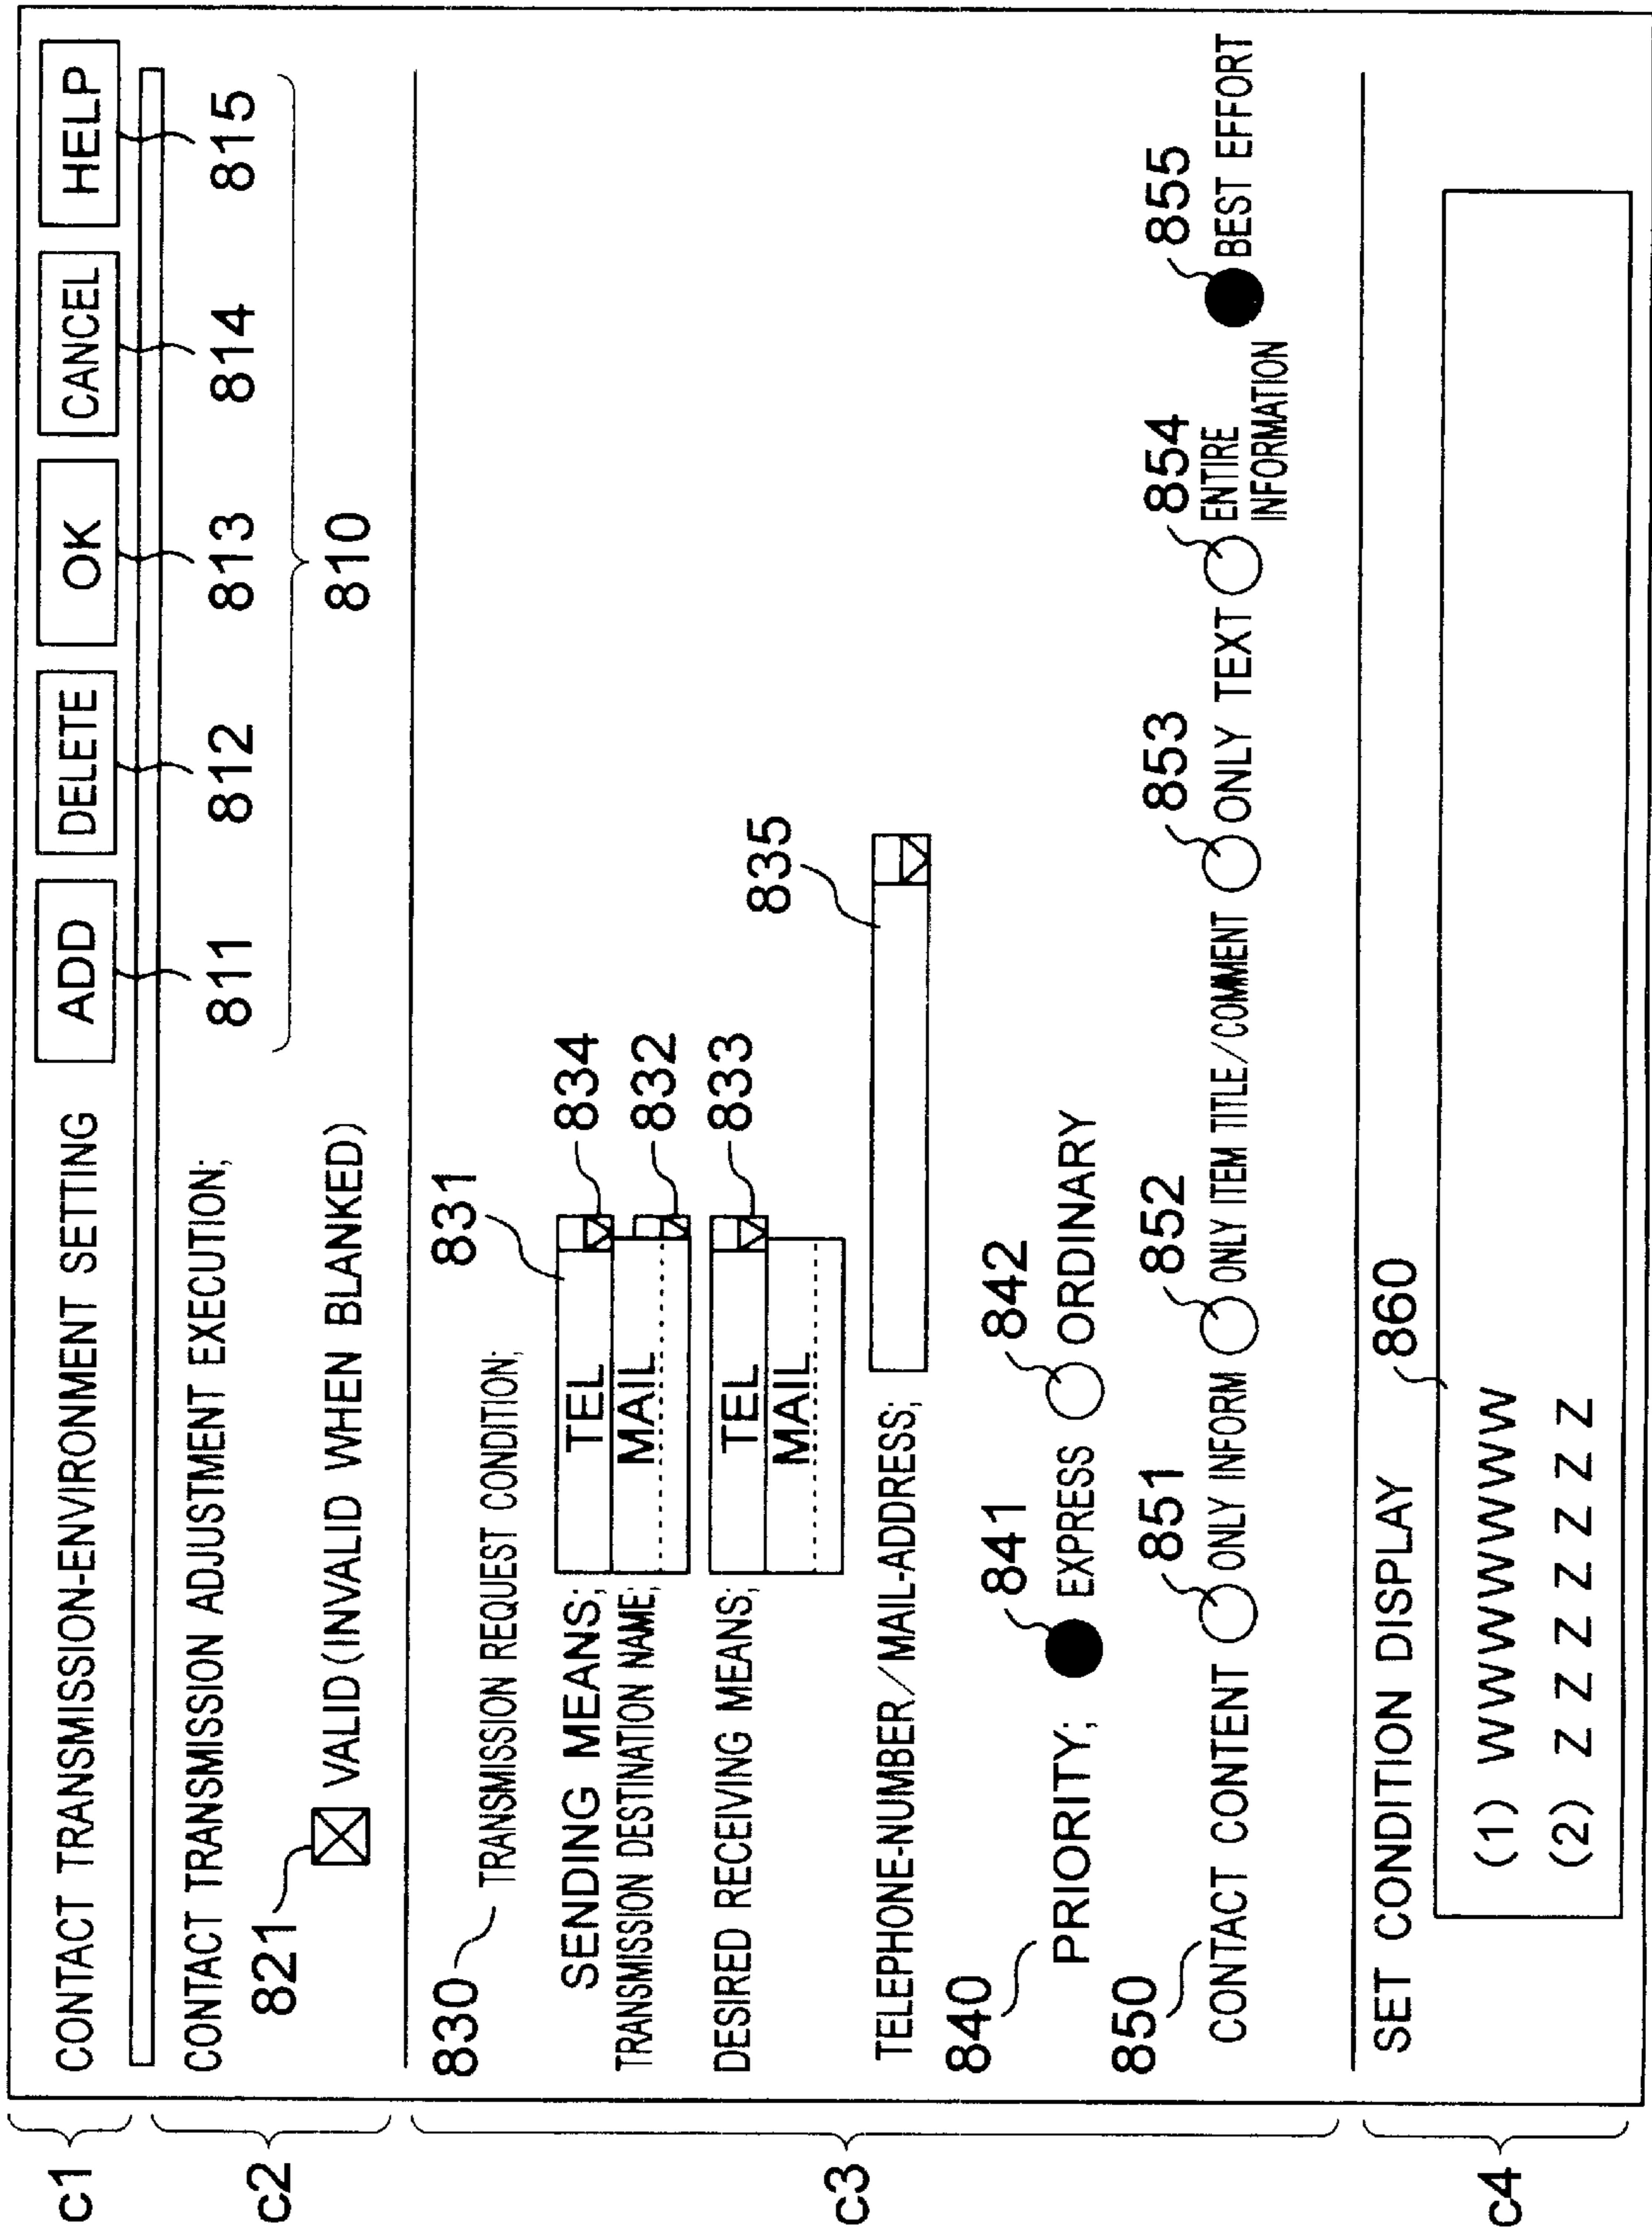 c1
CONTACT TRANSMISSION-ENVIRONMENT SETTING ADD DELETE OK CANCEL HELP
811 812 813 814 815
810
c2
CONTACT TRANSMISSION ADJUSTMENT EXECUTION;
821 VALID (INVALID WHEN BLANKED)
c3
830 TRANSMISSION REQUEST CONDITION; 831
SENDING MEANS; TEL 834
TRANSMISSION DESTINATION NAME; MAIL 832
DESIRED RECEIVING MEANS; TEL 833
MAIL
835
TELEPHONE-NUMBER/MAIL-ADDRESS;
840 841 842
PRIORITY; EXPRESS ORDINARY
850 851 852 853 854 855
CONTACT CONTENT ONLY INFORM ONLY ITEM TITLE/COMMENT ONLY TEXT ENTIRE BEST EFFORT
INFORMATION
c4
SET CONDITION DISPLAY 860
(1) WWWWWWW
(2) Z Z Z Z Z Z Z